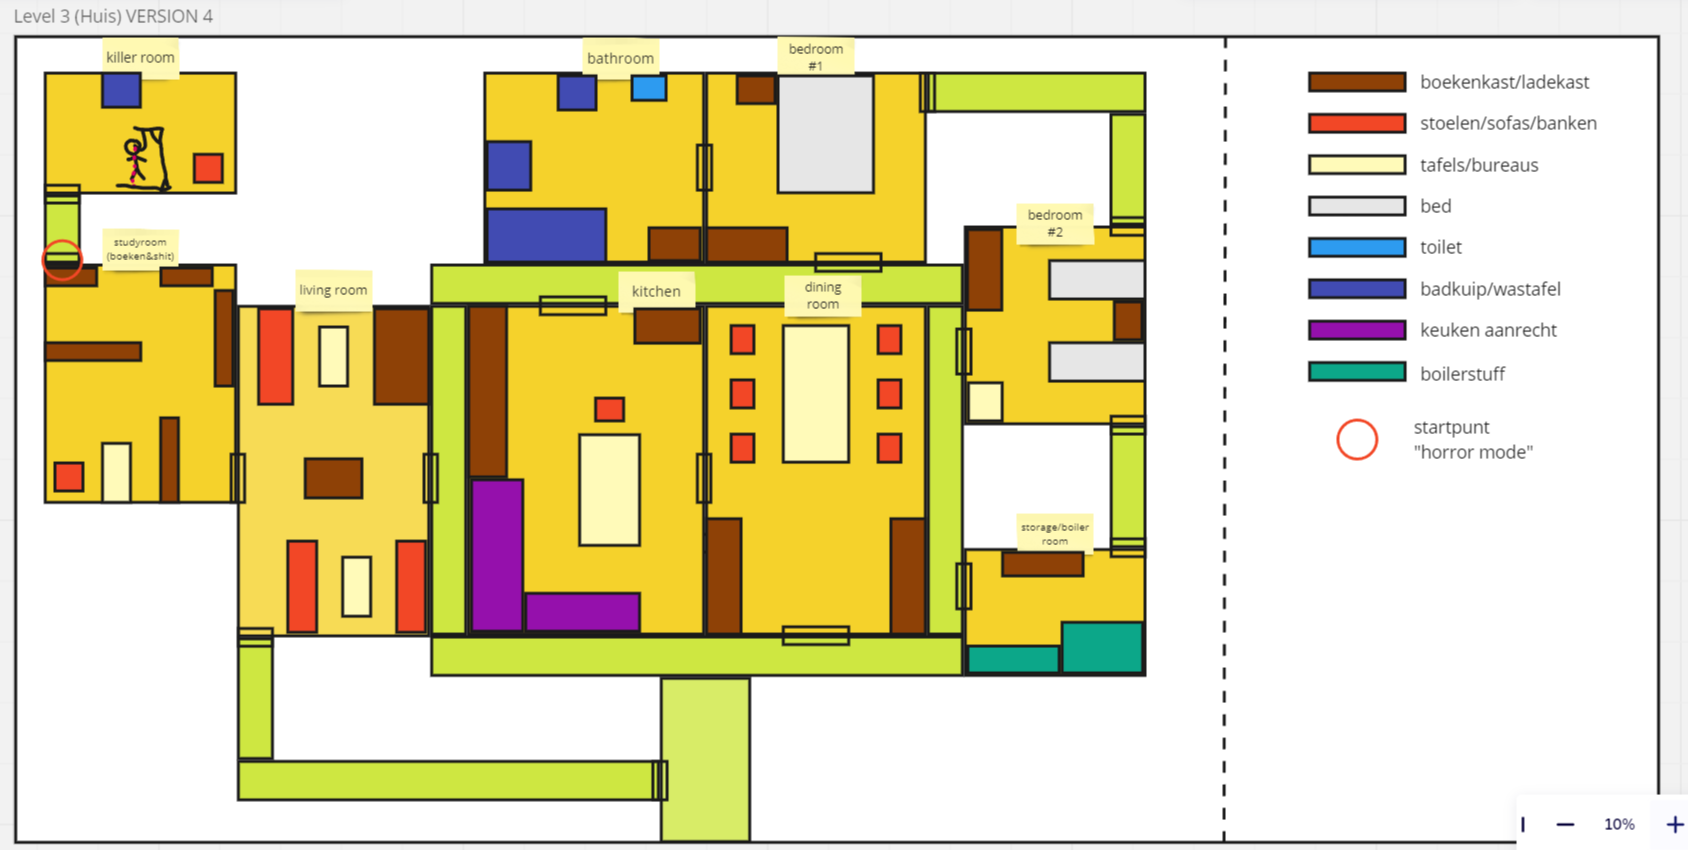 Level 3 (Huis) VERSION 4
killer room
bathroom
bedroom
#1
studyroom
(boeken&shit)
living room
kitchen
dining
room
bedroom
#2
storage/boiler
room
boekenkast/ladekast
stoelen/sofas/banken
tafels/bureaus
bed
toilet
badkuip/wastafel
keuken aanrecht
boilerstuff
startpunt
"horror mode"
10%